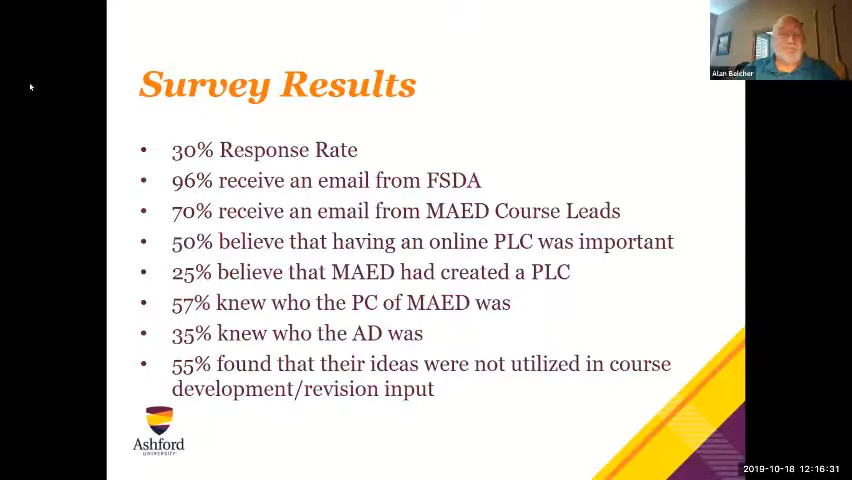 Alan Belcher
Survey Results
• 30% Response Rate
• 96% receive an email from FSDA
• 70% receive an email from MAED Course Leads
• 50% believe that having an online PLC was important
• 25% believe that MAED had created a PLC
• 57% knew who the PC of MAED was
• 35% knew who the AD was
• 55% found that their ideas were not utilized in course
development/revision input
Ashford
UNIVERSITY
2019-10-18 12:16:31